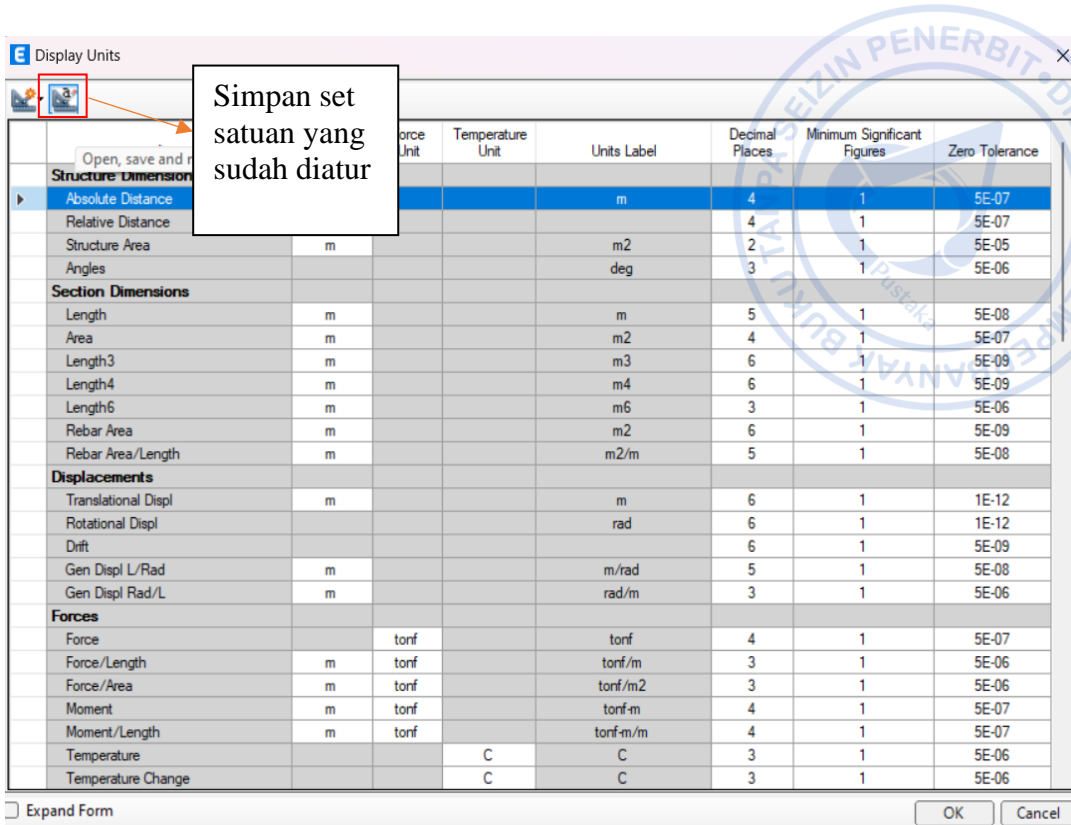 Display Units
Simpan set
satuan yang
sudah diatur
Unit Temperature Unit Units Label Decimal Places Minimum Significant Figures Zero Tolerance
Open, save and
Structure Dimension
Absolute Distance m 4 1 5E-07
Relative Distance 4 1 5E-07
Structure Area m m2 2 1 5E-05
Angles deg 3 1 5E-06
Section Dimensions
Length m m 5 1 5E-08
Area m m2 4 1 5E-07
Length3 m m3 6 1 5E-09
Length4 m m4 6 1 5E-09
Length6 m m6 3 1 5E-06
Rebar Area m m2 6 1 5E-09
Rebar Area/Length m m2/m 5 1 5E-08
Displacements
Translational Displ m m 6 1 1E-12
Rotational Displ rad 6 1 1E-12
Drift 6 1 5E-09
Gen Displ L/Rad m m/rad 5 1 5E-08
Gen Displ Rad/L m rad/m 3 1 5E-06
Forces
Force tonf tonf 4 1 5E-07
Force/Length m tonf tonf/m 3 1 5E-06
Force/Area m tonf tonf/m2 3 1 5E-06
Moment m tonf tonf-m 4 1 5E-07
Moment/Length m tonf tonf-m/m 4 1 5E-07
Temperature C C 3 1 5E-06
Temperature Change C C 3 1 5E-06
Expand Form OK Cancel
TANPA SEIZIN PENERBIT
BUKU
Pustaka